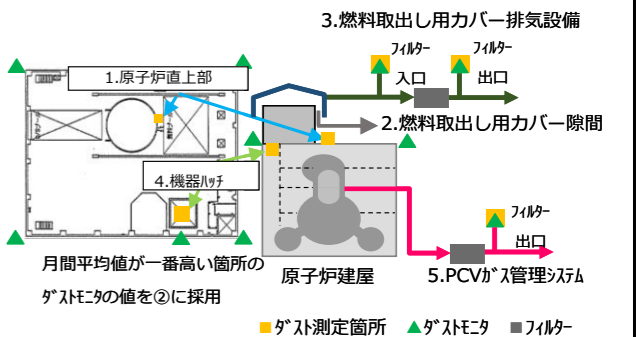 3.燃料取出し用カバー排気設備
フィルター
フィルター
1.原子炉直上部
入口
出口
2.燃料取出し用カバー隙間
4.機器ﾊｯﾁ
フィルター
出口
月間平均値が一番高い箇所の
ﾀﾞｽﾄﾓﾆﾀの値を②に採用
原子炉建屋
5.PCVｶﾞｽ管理ｼｽﾃﾑ
ﾀﾞｽﾄ測定箇所
ﾀﾞｽﾄﾓﾆﾀ
フィルター